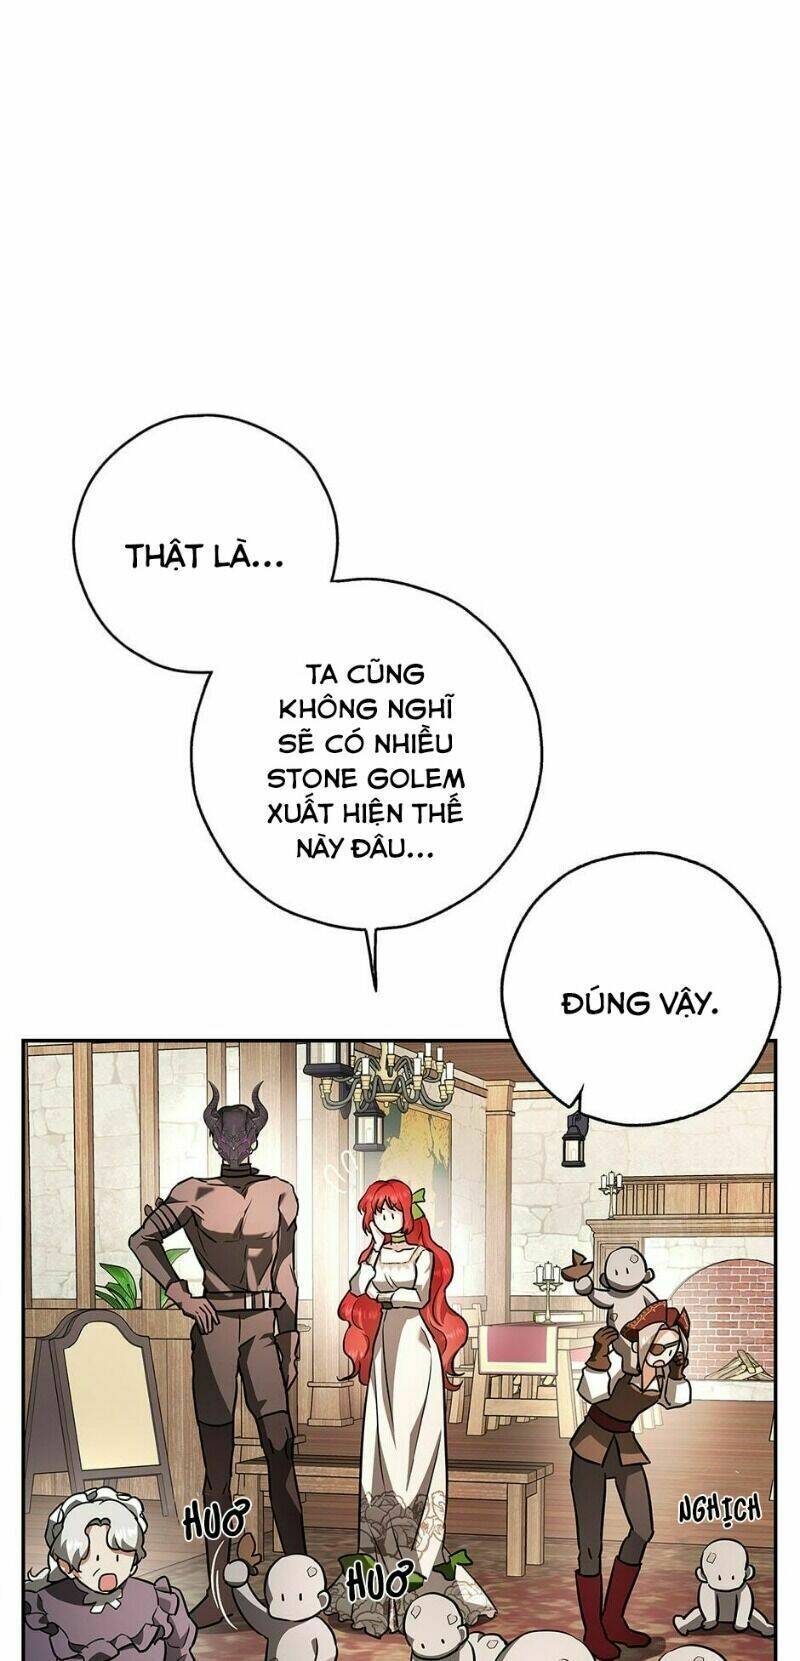 THẬT LÀ...
TA CŨNG
KHÔNG NGHĨ
SẼ CÓ NHIỀU
STONE GOLEM
XUẤT HIỆN THẾ
NÀY ĐÂU...
ĐÚNG VẬY.
NGHỊCH
HUƠ
HUƠ